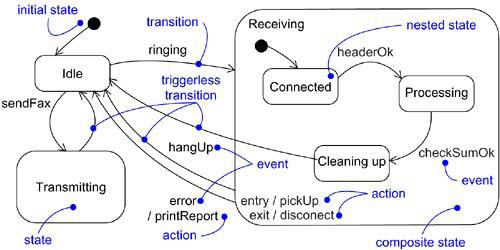 initial state
transition
Receiving
nested state
ringing
headerOk
Idle
triggerless
transition
Connected
Processing
sendFax
hangUp
Cleaning up
checkSumOk
event
Transmitting
error
/ printReport
entry / pickUp
exit / disconect
action
event
state
action
composite state